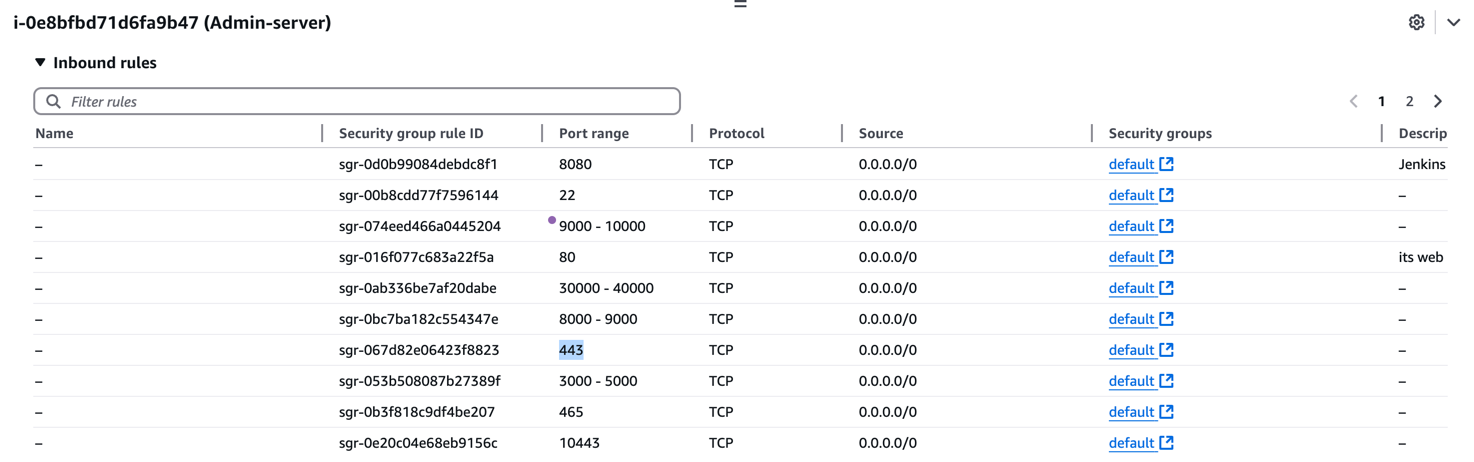 i-0e8bfbd71d6fa9b47 (Admin-server)
Inbound rules
Filter rules
1 2
Name Security group rule ID Port range Protocol Source Security groups Descrip
– sgr-0d0b99084debdc8f1 8080 TCP 0.0.0.0/0 default Jenkins
– sgr-00b8cdd77f7596144 22 TCP 0.0.0.0/0 default –
– sgr-074eed466a0445204 9000 - 10000 TCP 0.0.0.0/0 default –
– sgr-016f077c683a22f5a 80 TCP 0.0.0.0/0 default its web
– sgr-0ab336be7af20dabe 30000 - 40000 TCP 0.0.0.0/0 default –
– sgr-0bc7ba182c554347e 8000 - 9000 TCP 0.0.0.0/0 default –
– sgr-067d82e06423f8823 443 TCP 0.0.0.0/0 default –
– sgr-053b508087b27389f 3000 - 5000 TCP 0.0.0.0/0 default –
– sgr-0b3f818c9df4be207 465 TCP 0.0.0.0/0 default –
– sgr-0e20c04e68eb9156c 10443 TCP 0.0.0.0/0 default –